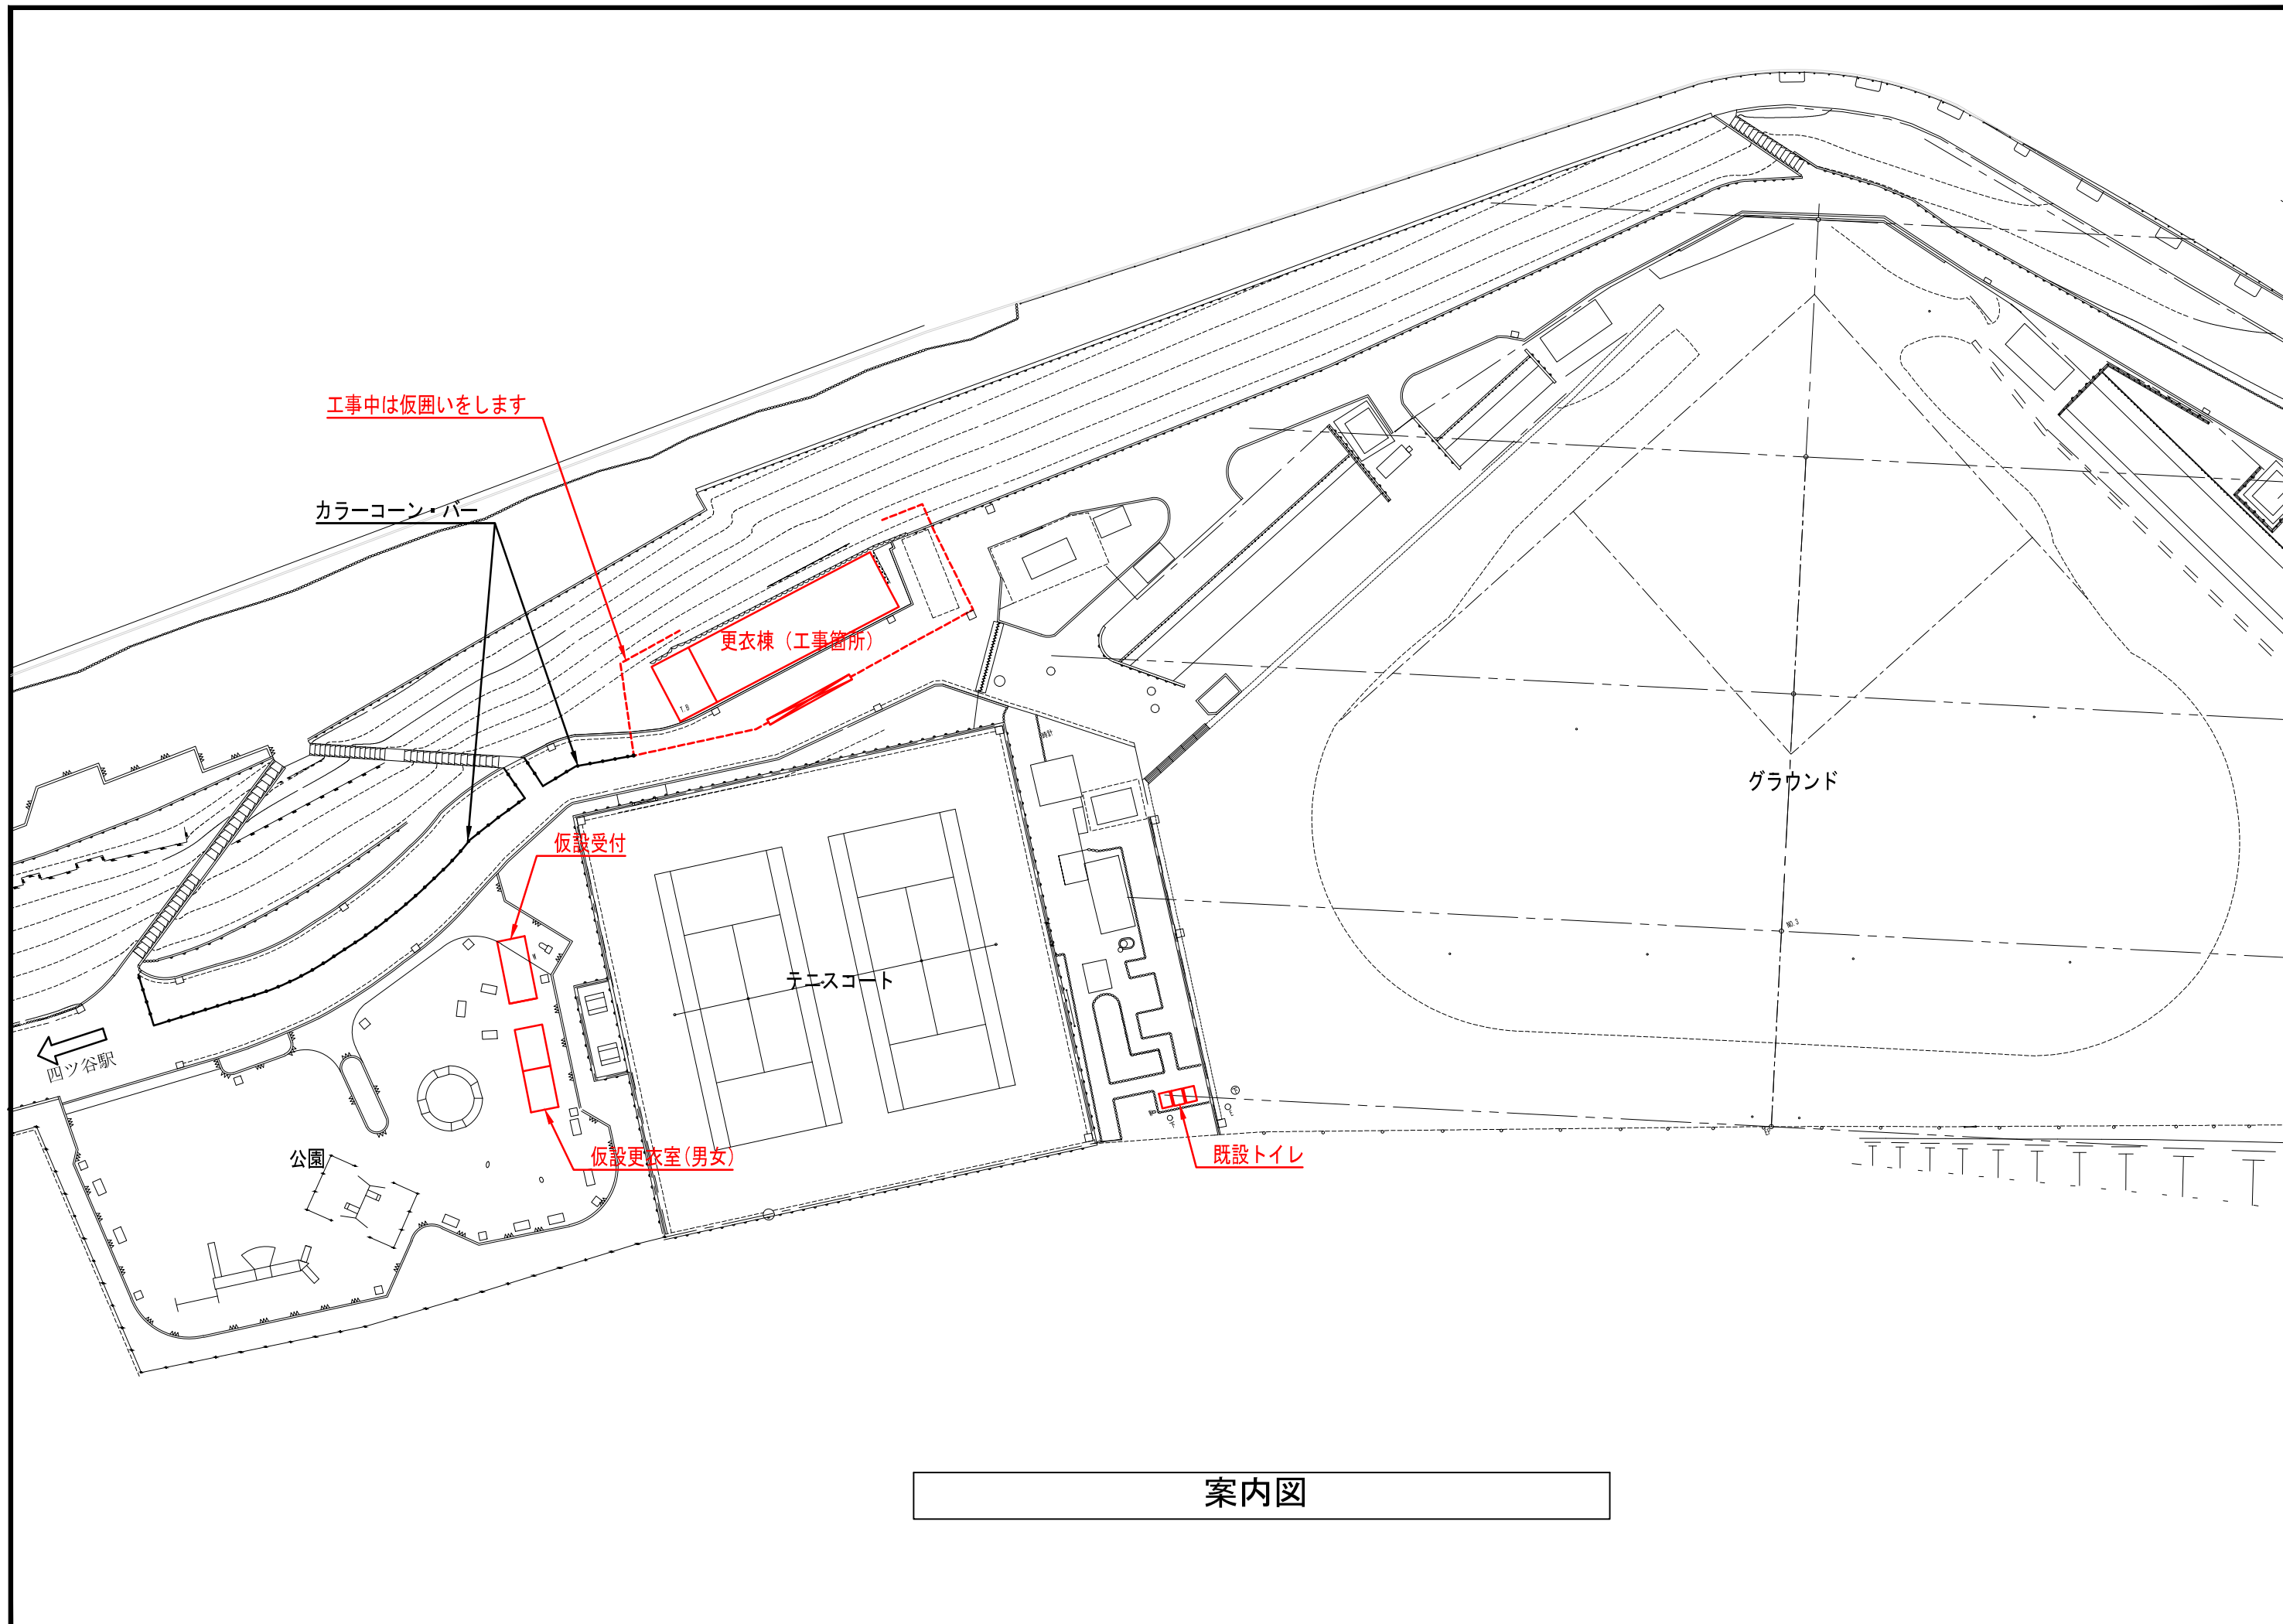 工事中は仮囲いをします
カラーコーン・バー
更衣棟（工事箇所）
仮設受付
グラウンド
テニスコート
NO.3
四ツ谷駅
公園
仮設更衣室(男女)
既設トイレ
案内図